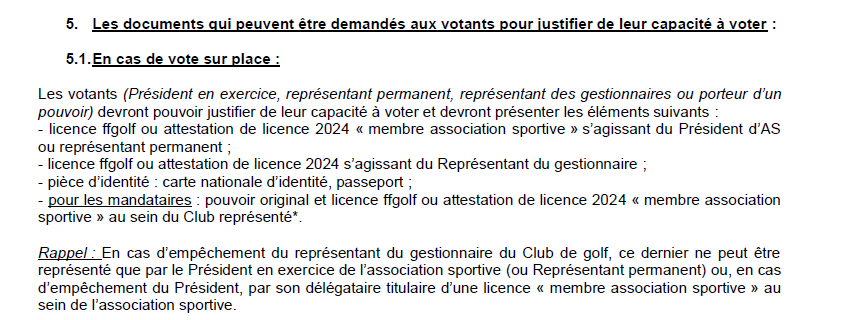 5. Les documents qui peuvent être demandés aux votants pour justifier de leur capacité à voter :
5.1. En cas de vote sur place :
Les votants (Président en exercice, représentant permanent, représentant des gestionnaires ou porteur d’un
pouvoir) devront pouvoir justifier de leur capacité à voter et devront présenter les éléments suivants :
- licence ffgolf ou attestation de licence 2024 « membre association sportive » s’agissant du Président d’AS
ou représentant permanent ;
- licence ffgolf ou attestation de licence 2024 s’agissant du Représentant du gestionnaire ;
- pièce d’identité : carte nationale d’identité, passeport ;
- pour les mandataires : pouvoir original et licence ffgolf ou attestation de licence 2024 « membre association
sportive » au sein du Club représenté*.
Rappel : En cas d’empêchement du représentant du gestionnaire du Club de golf, ce dernier ne peut être
représenté que par le Président en exercice de l’association sportive (ou Représentant permanent) ou, en cas
d’empêchement du Président, par son délégataire titulaire d’une licence « membre association sportive » au
sein de l’association sportive.